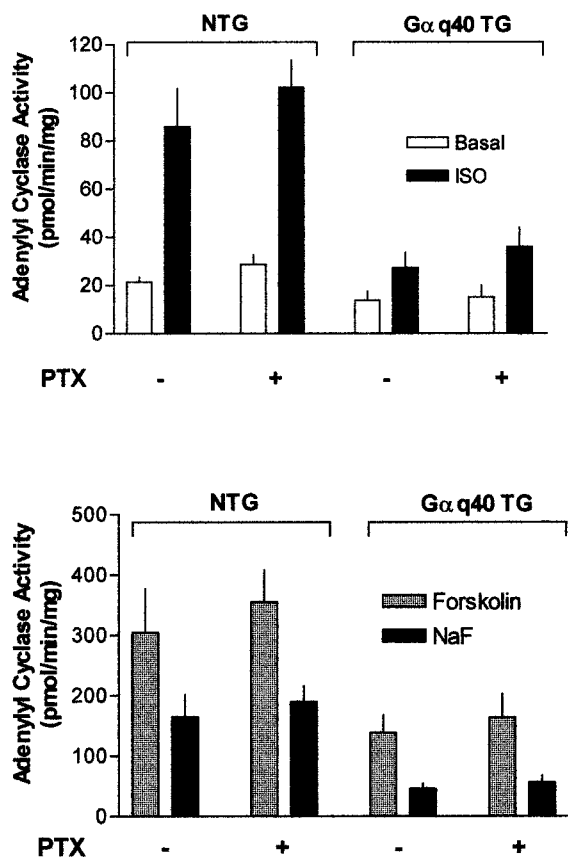 NTG
Gα q40 TG
Adenylyl Cyclase Activity
(pmol/min/mg)
120
100
80
60
40
20
0
Basal
ISO
PTX - + - +
NTG
Gα q40 TG
Adenylyl Cyclase Activity
(pmol/min/mg)
500
400
300
200
100
0
Forskolin
NaF
PTX - + - +